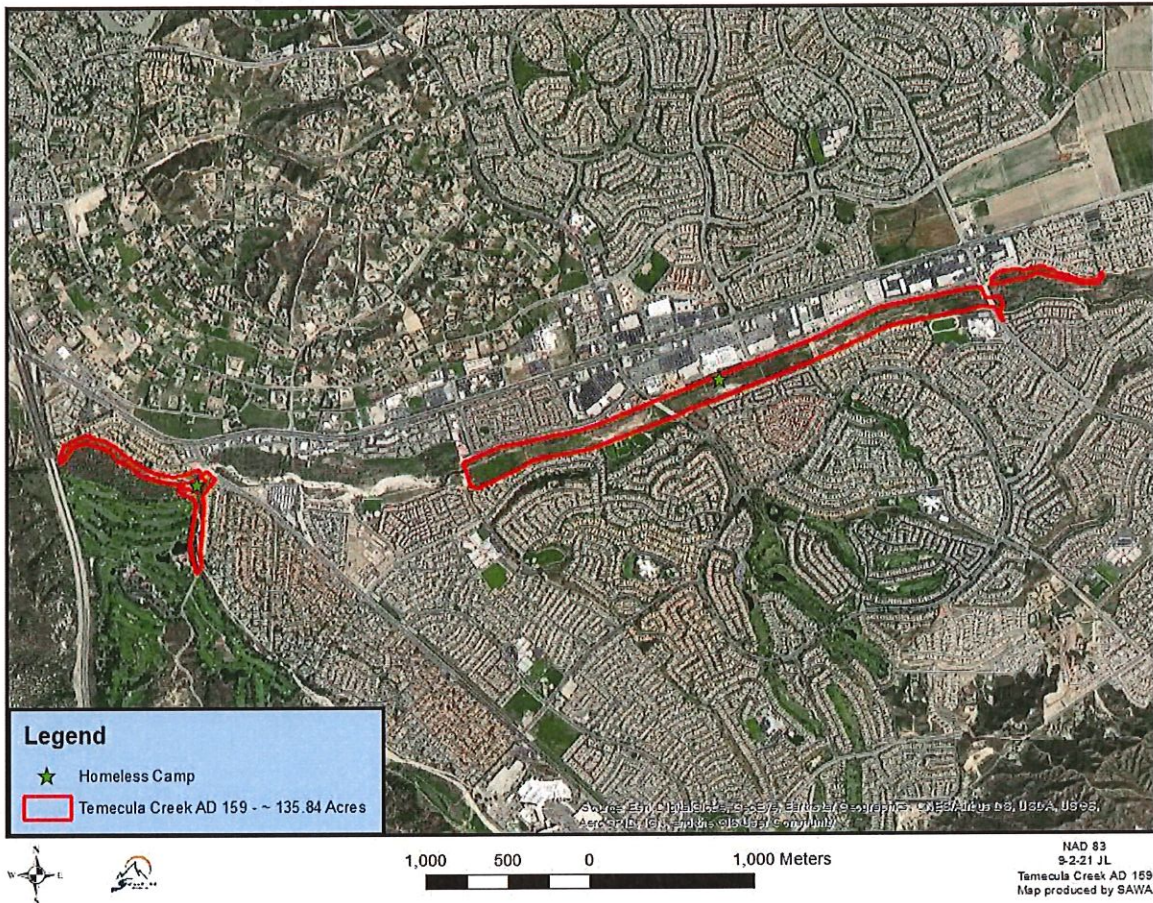 Legend
Homeless Camp
Temecula Creek AD 159 - ~ 135.84 Acres
N
W E
S
1,000 500 0 1,000 Meters
NAD 83
9-2-21 JL
Temecula Creek AD 159
Map produced by SAWA